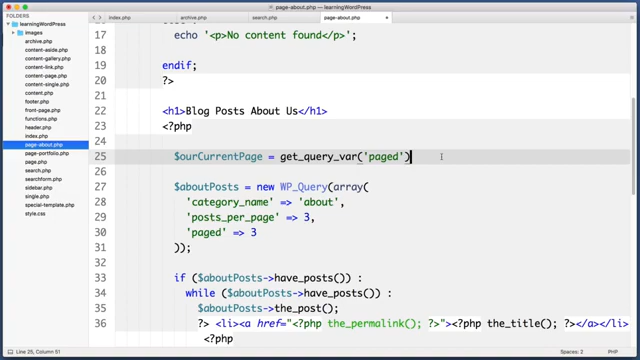 page-about.php — learningWordPress
FOLDERS
learningWordPress
images
archive.php
content-aside.php
content-gallery.php
content-link.php
content-page.php
content-single.php
content.php
footer.php
front-page.php
functions.php
header.php
index.php
page-about.php
page-portfolio.php
page.php
search.php
searchform.php
sidebar.php
single.php
special-template.php
style.css
index.php archive.php search.php page-about.php
17 echo '<p>No content found</p>';
18
19 endif;
20 ?>
21
22 <h1>Blog Posts About Us</h1>
23 <?php
24
25 $ourCurrentPage = get_query_var('paged')
26
27 $aboutPosts = new WP_Query(array(
28 'category_name' => 'about',
29 'posts_per_page' => 3,
30 'paged' => 3
31 ));
32
33 if ($aboutPosts->have_posts()) :
34 while ($aboutPosts->have_posts()) :
35 $aboutPosts->the_post();
36 ?> <li><a href="<?php the_permalink(); ?>"><?php the_title(); ?></a></li>
<?php
Line 25, Column 51 Spaces: 2 PHP